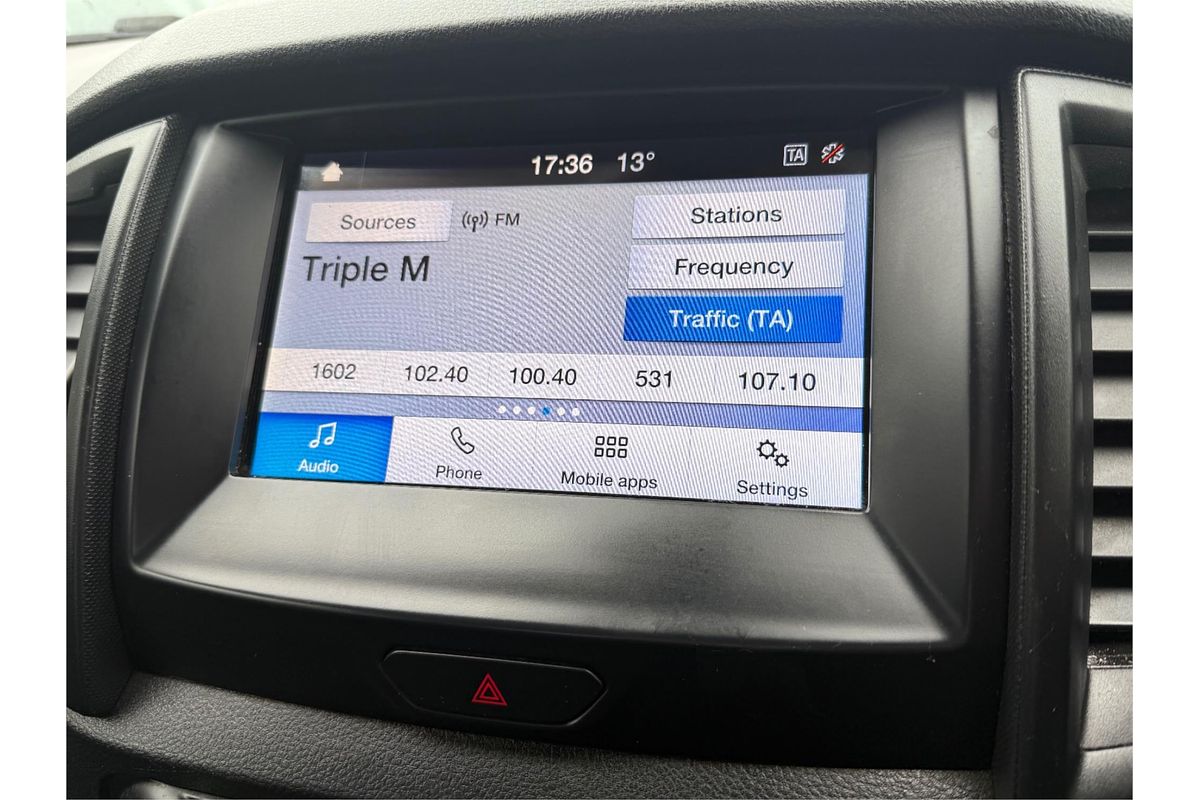 17:36 13° TA
Sources FM Stations
Triple M Frequency
Traffic (TA)
1602 102.40 100.40 531 107.10
Audio Phone Mobile apps Settings